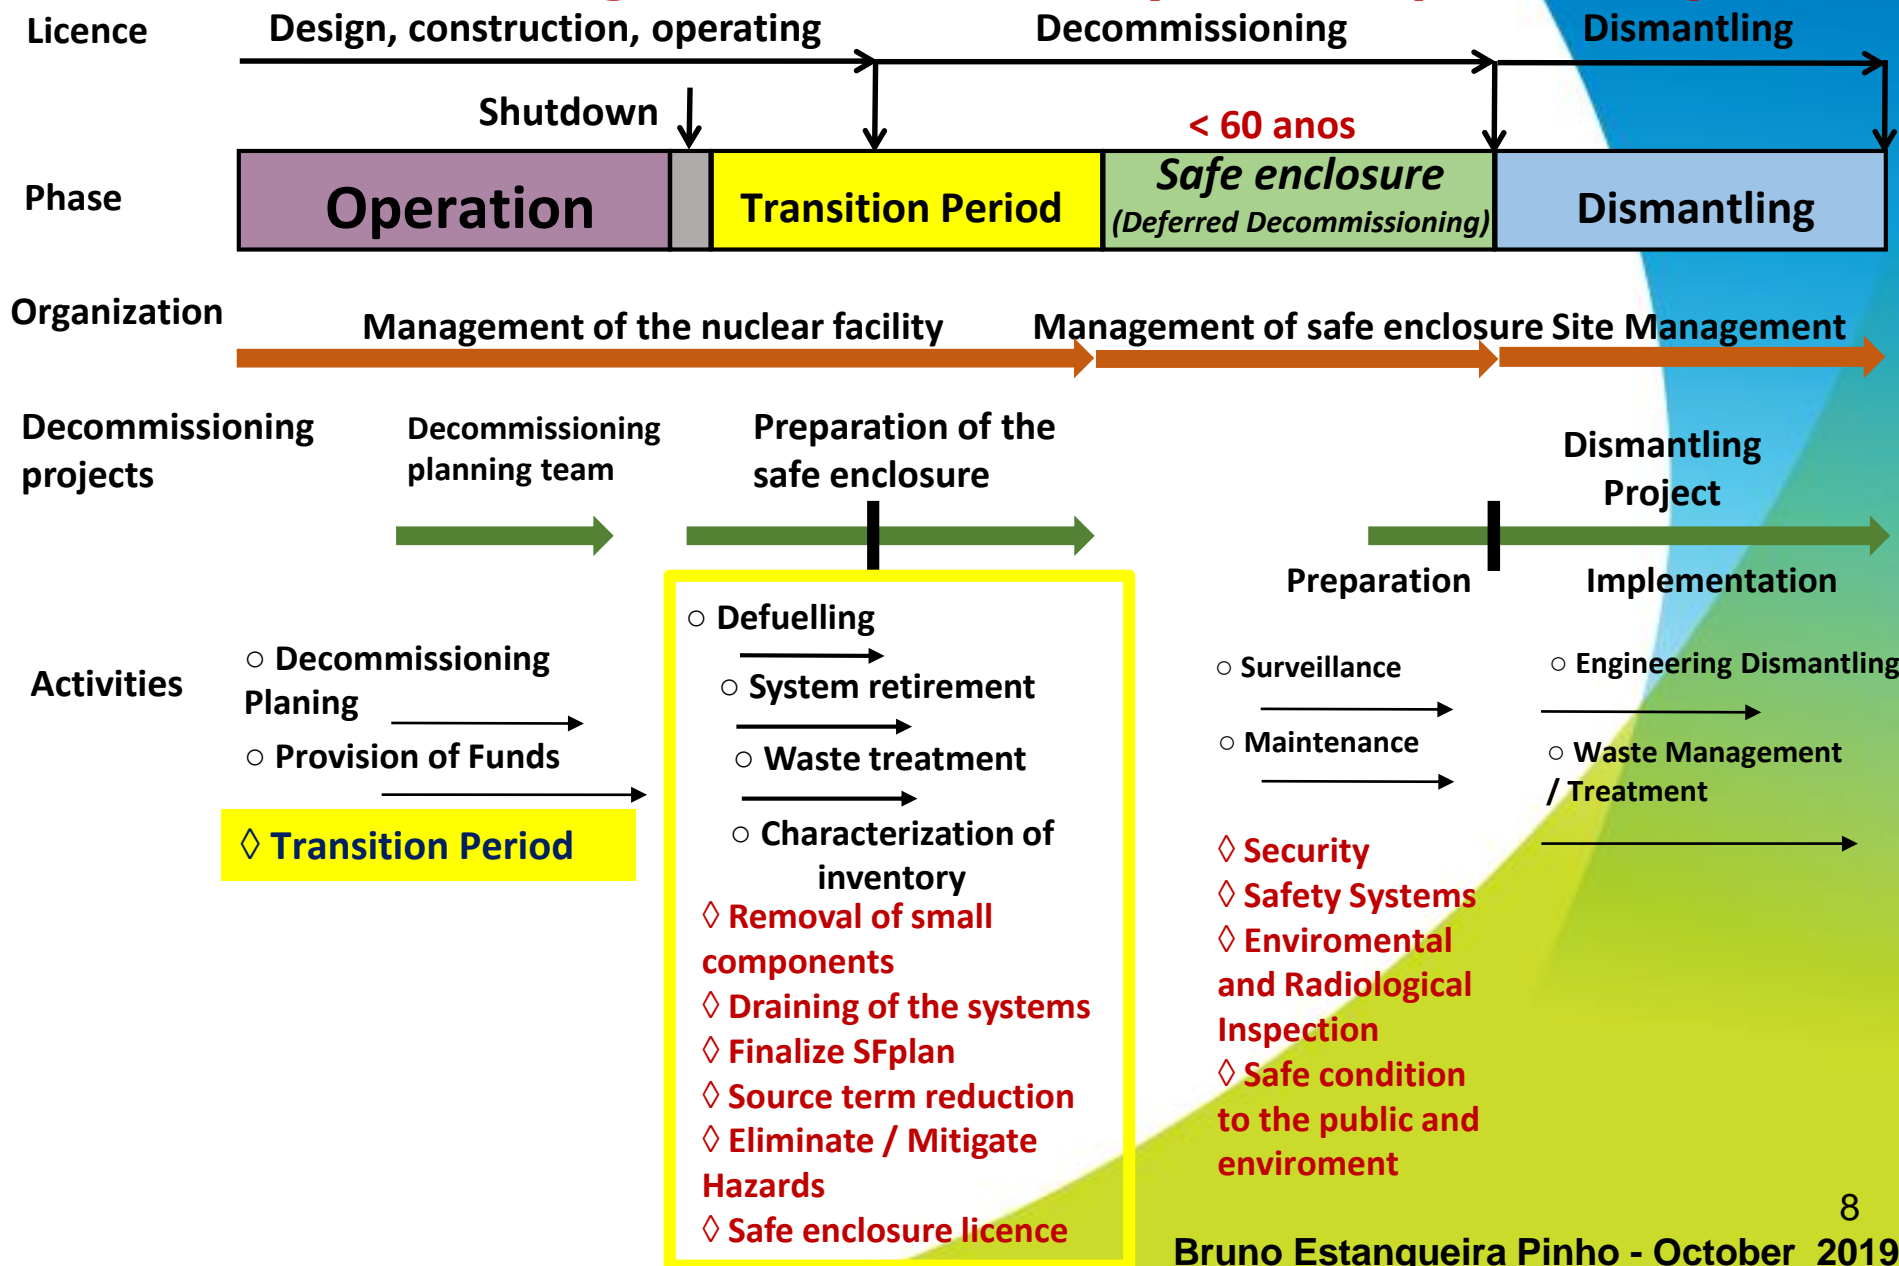 Licence
Design, construction, operating
Decommissioning
Dismantling
Shutdown
< 60 anos
Phase
Operation
Transition Period
Safe enclosure
(Deferred Decommissioning)
Dismantling
Organization
Management of the nuclear facility
Management of safe enclosure Site Management
Decommissioning
projects
Decommissioning
planning team
Preparation of the
safe enclosure
Dismantling
Project
Preparation
Implementation
Activities
○ Decommissioning
Planing
○ Provision of Funds
◊ Transition Period
○ Defuelling
○ System retirement
○ Waste treatment
○ Characterization of
inventory
◊ Removal of small
components
◊ Draining of the systems
◊ Finalize SFplan
◊ Source term reduction
◊ Eliminate / Mitigate
Hazards
◊ Safe enclosure licence
○ Surveillance
○ Maintenance
◊ Security
◊ Safety Systems
◊ Enviromental
and Radiological
Inspection
◊ Safe condition
to the public and
enviroment
○ Engineering Dismantling
○ Waste Management
/ Treatment
8
Bruno Estanqueira Pinho - October 2019